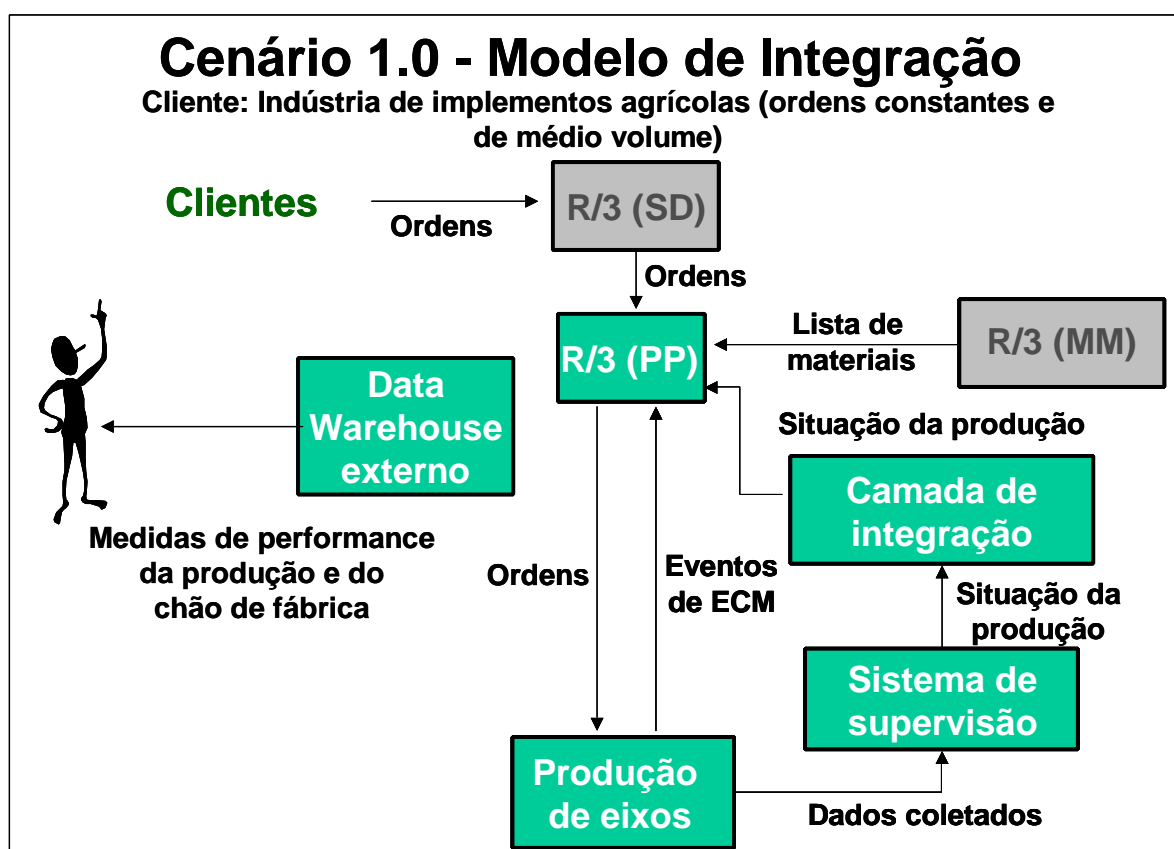 Cenário 1.0 - Modelo de Integração
Cliente: Indústria de implementos agrícolas (ordens constantes e
de médio volume)
Clientes
Ordens
R/3 (SD)
Ordens
R/3 (PP)
Lista de
materiais
R/3 (MM)
Data
Warehouse
externo
Situação da produção
Camada de
integração
Medidas de performance
da produção e do
chão de fábrica
Ordens
Eventos
de ECM
Situação da
produção
Sistema de
supervisão
Produção
de eixos
Dados coletados